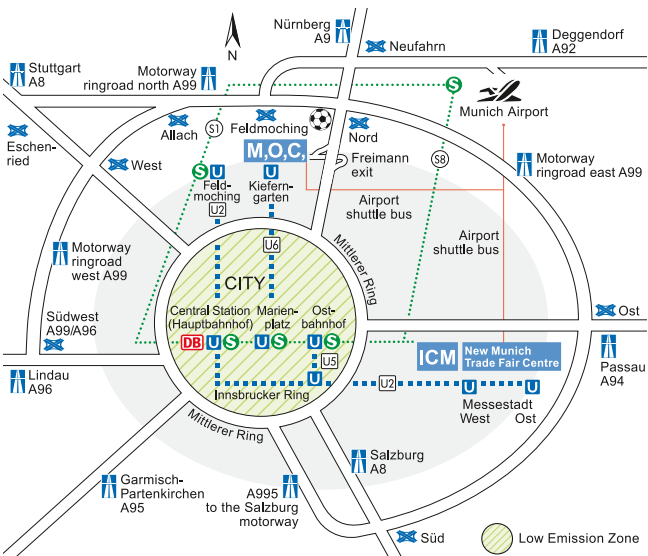 Nürnberg
A9
Deggendorf
A92
N
Neufahrn
Stuttgart
A8
Motorway
ringroad north A99
S
Munich Airport
Eschen-
ried
Allach
S1
Feldmoching
Nord
M,O,C,
West
S
U
Feld-
moching
U2
U
Kiefern-
garten
Freimann
exit
S8
Motorway
ringroad east A99
Airport
shuttle bus
Airport
shuttle bus
Motorway
ringroad
west A99
U6
Mittlerer Ring
CITY
Südwest
A99/A96
Central Station
(Hauptbahnhof)
Marien-
platz
Ost-
bahnhof
Ost
DB
U
S
U
S
U
S
U5
U
ICM
New Munich
Trade Fair Centre
Passau
A94
Lindau
A96
Innsbrucker Ring
U2
U
U
Messestadt
West
Ost
Mittlerer Ring
Salzburg
A8
Garmisch-
Partenkirchen
A95
A995
to the Salzburg
motorway
Süd
Low Emission Zone